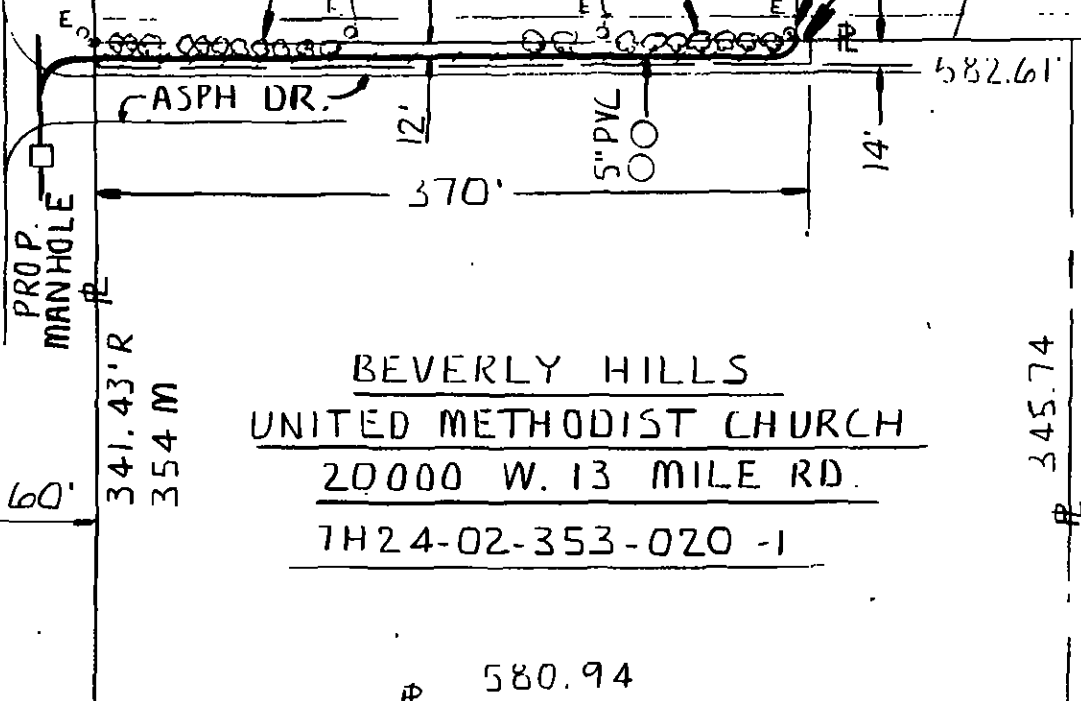 E
E
E
℄
582.61'
ASPH DR.
12'
5" PVC
14'
370'
PROP.
MANHOLE
℄
341.43' R
354 M
BEVERLY HILLS
UNITED METHODIST CHURCH
20000 W. 13 MILE RD.
7H24-02-353-020 -1
345.74
60'
℄
580.94
℄